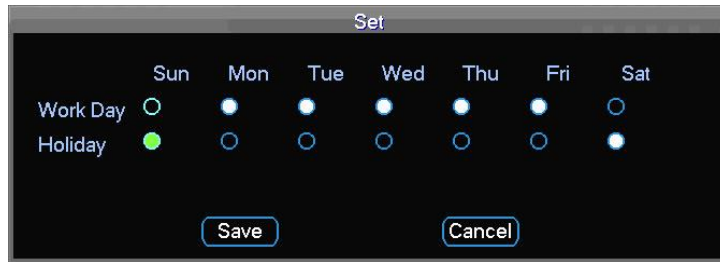 Set
Sun Mon Tue Wed Thu Fri Sat
Work Day
Holiday
Save Cancel